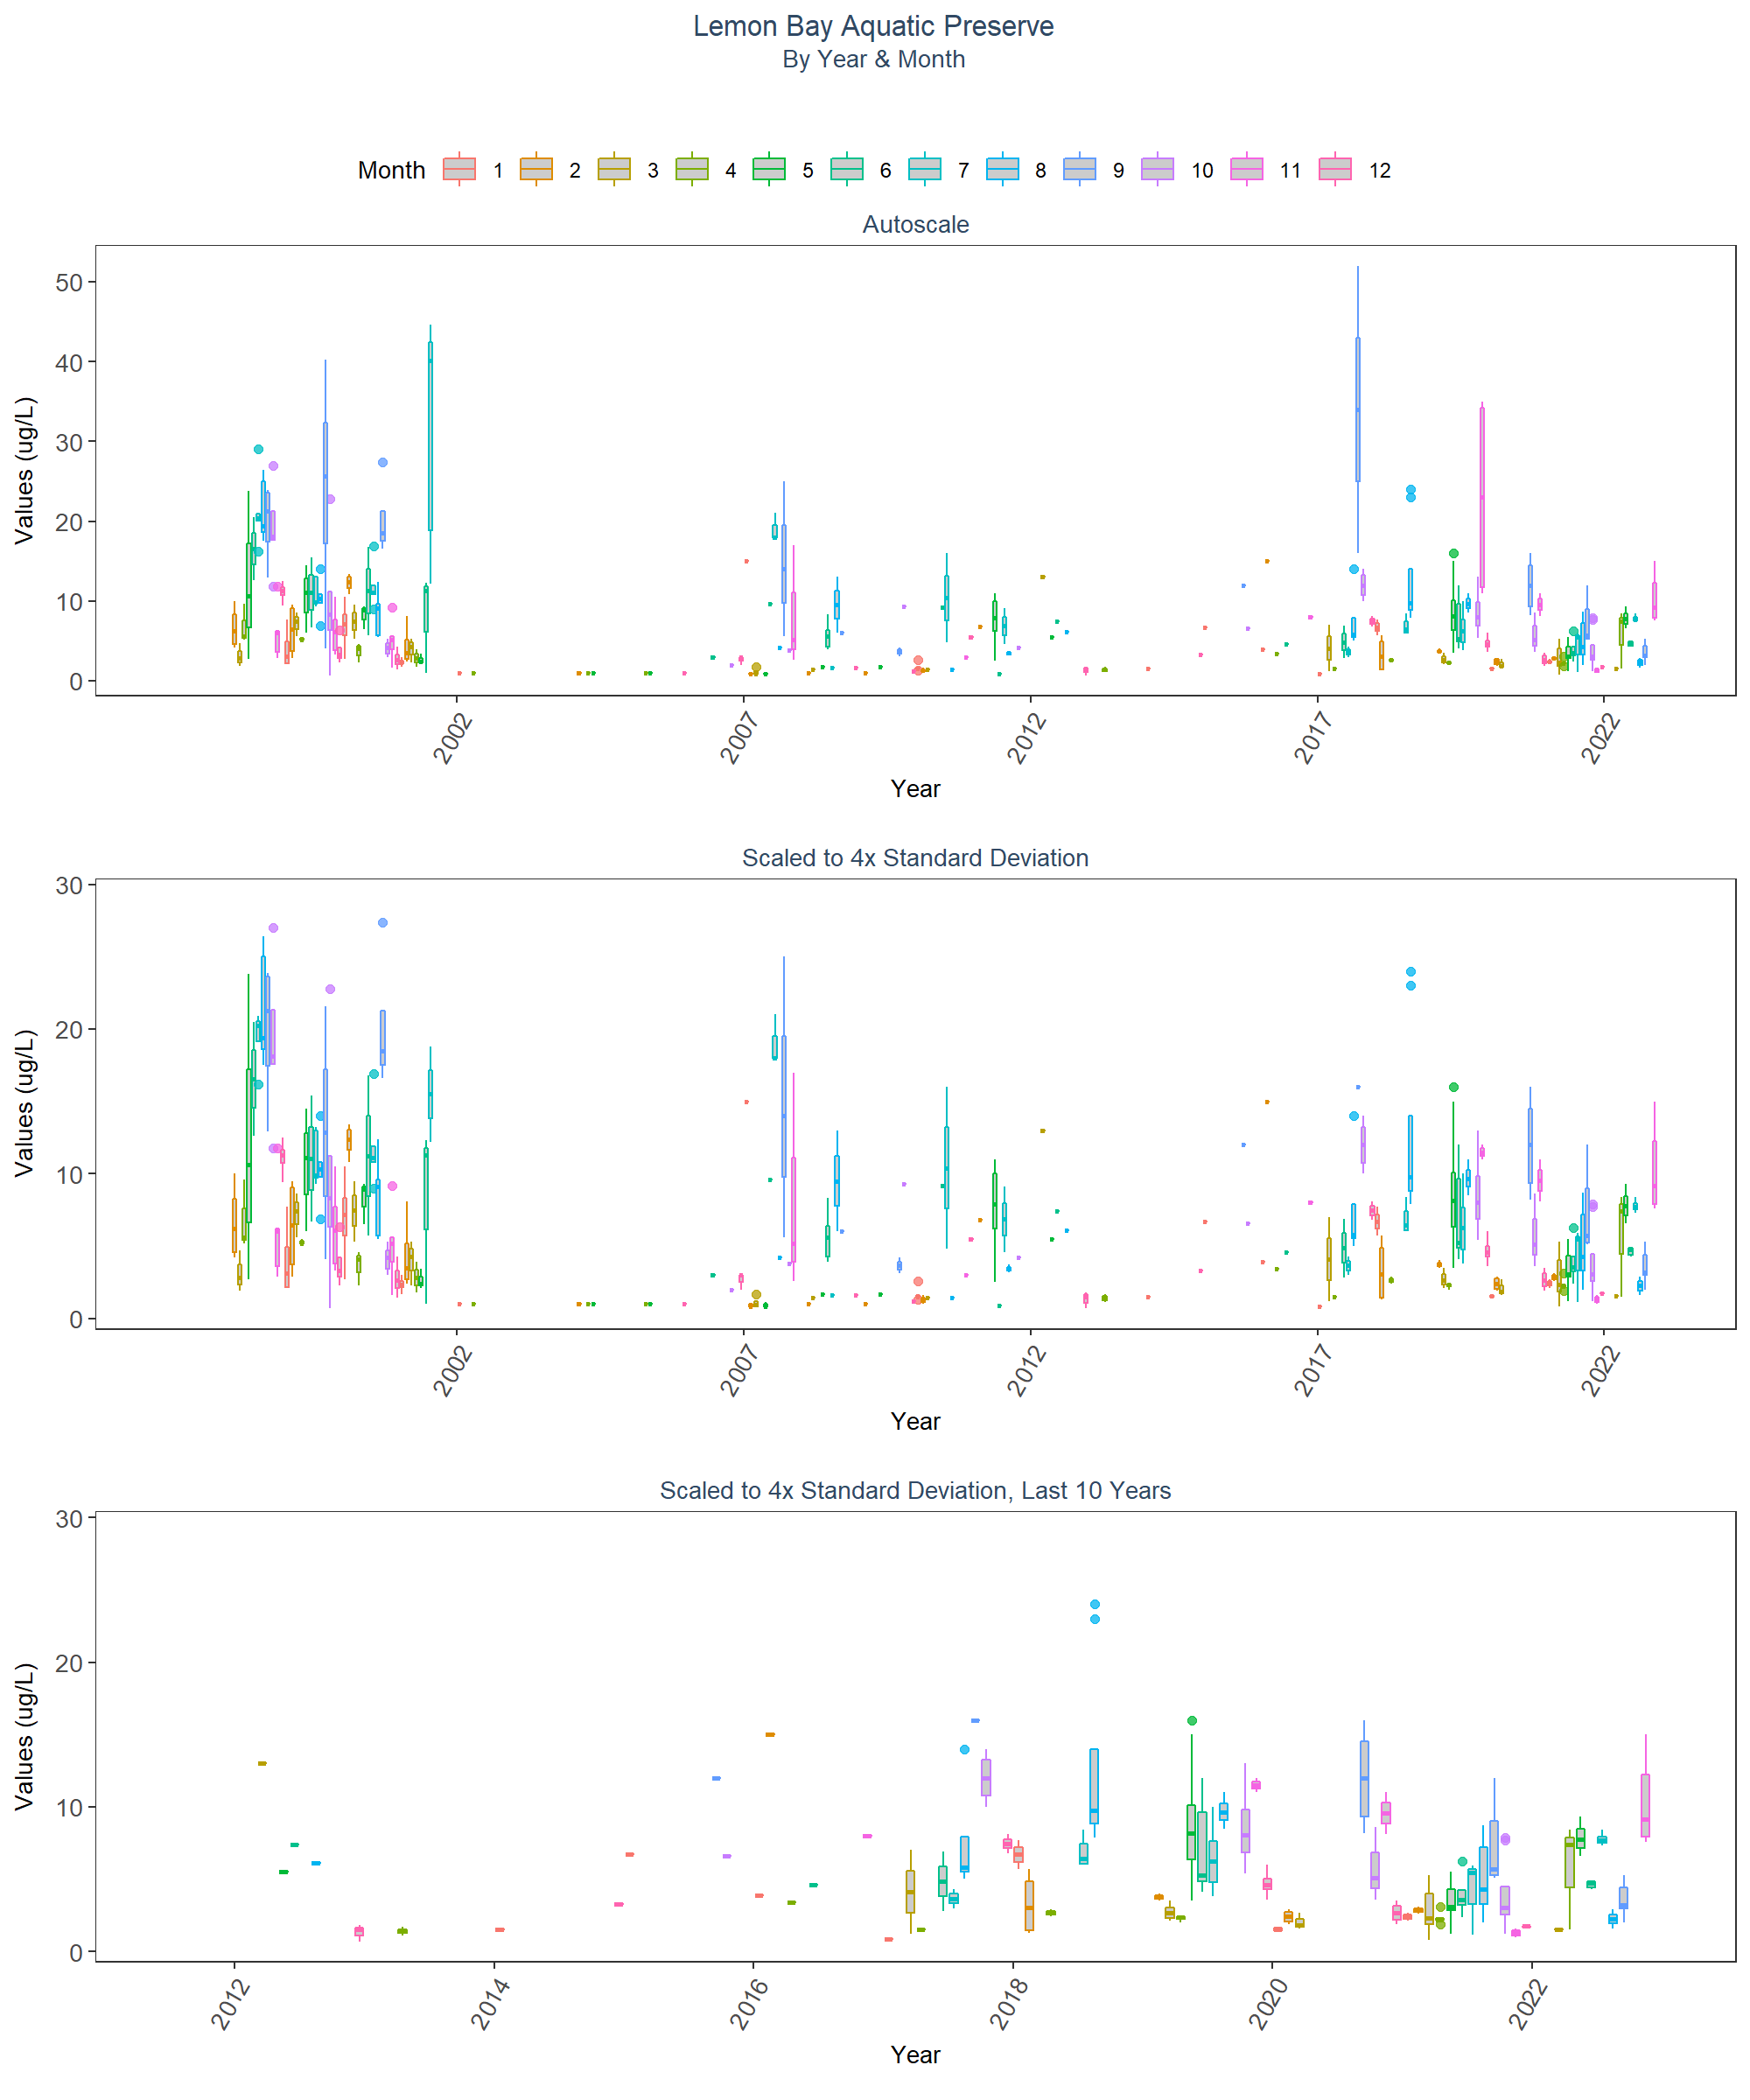 Lemon Bay Aquatic Preserve
By Year & Month
Month 1 2 3 4 5 6 7 8 9 10 11 12
Autoscale
Values (ug/L)
50
40
30
20
10
0
2002 2007 2012 2017 2022
Year
Scaled to 4x Standard Deviation
Values (ug/L)
30
20
10
0
2002 2007 2012 2017 2022
Year
Scaled to 4x Standard Deviation, Last 10 Years
Values (ug/L)
30
20
10
0
2012 2014 2016 2018 2020 2022
Year